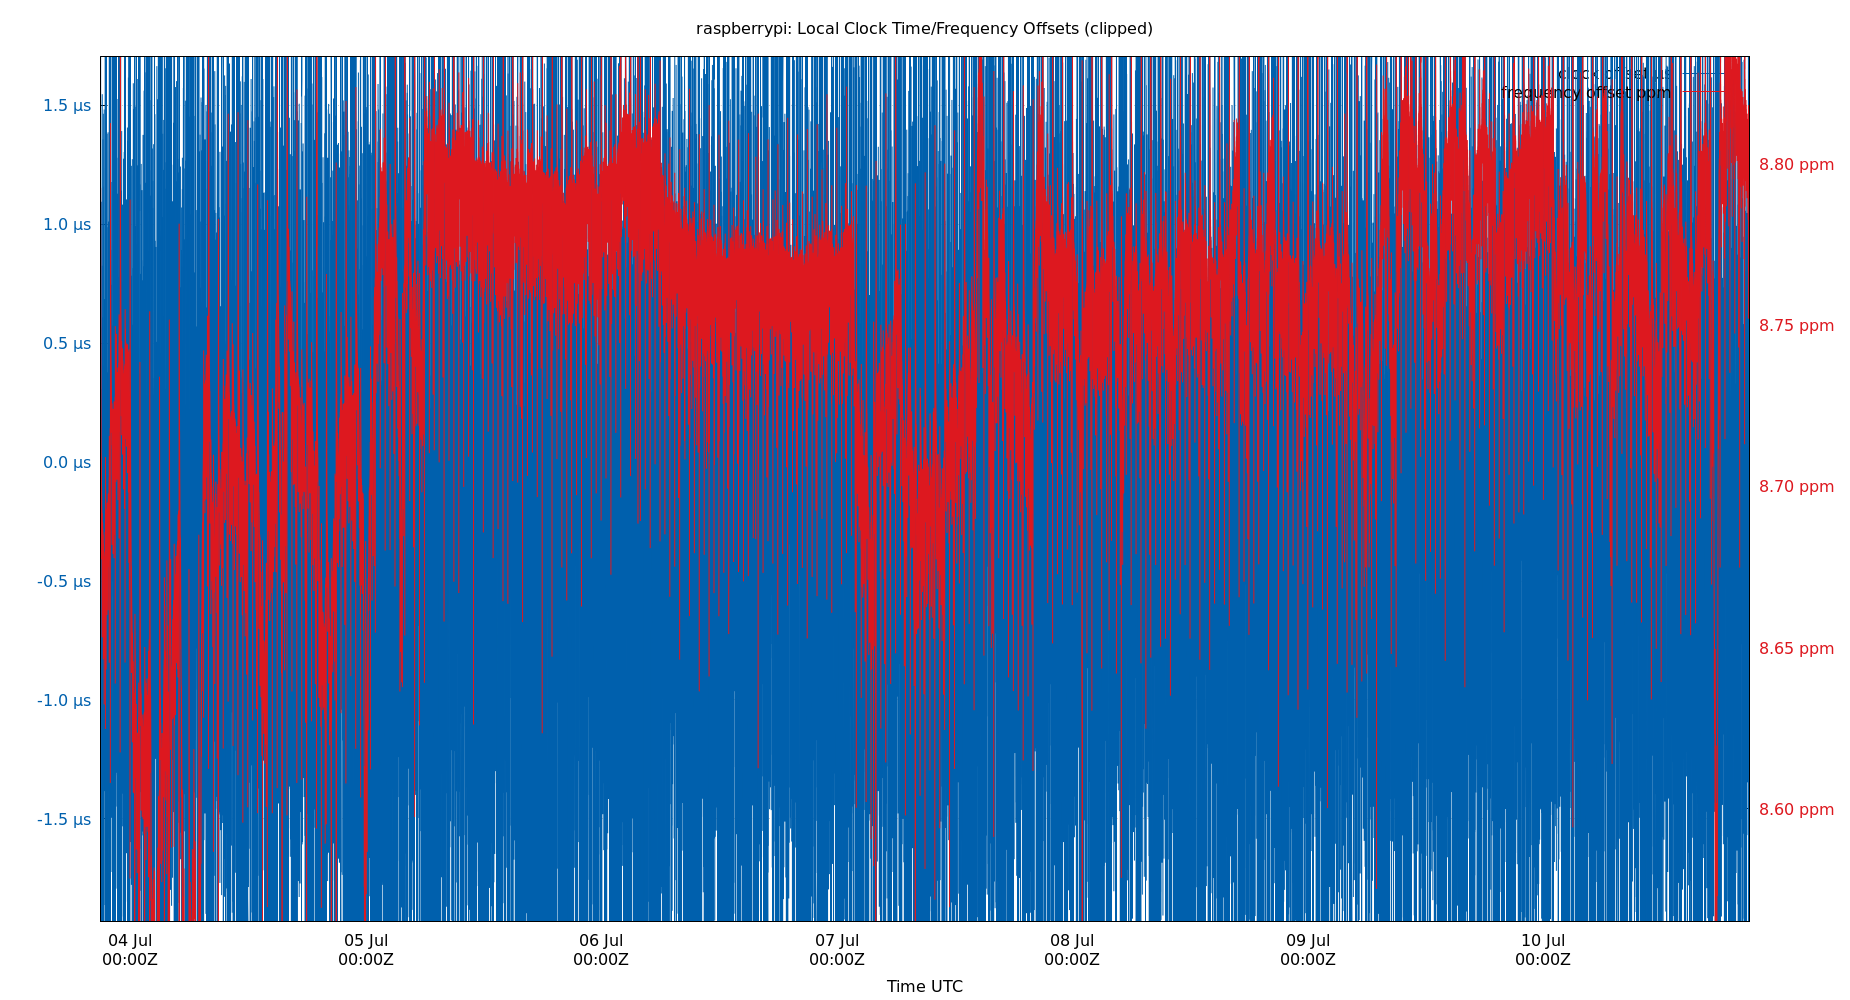 raspberrypi: Local Clock Time/Frequency Offsets (clipped)
clock offset µs
frequency offset ppm
1.5 µs
1.0 µs
0.5 µs
0.0 µs
-0.5 µs
-1.0 µs
-1.5 µs
8.80 ppm
8.75 ppm
8.70 ppm
8.65 ppm
8.60 ppm
04 Jul 05 Jul 06 Jul 07 Jul 08 Jul 09 Jul 10 Jul
00:00Z 00:00Z 00:00Z 00:00Z 00:00Z 00:00Z 00:00Z
Time UTC